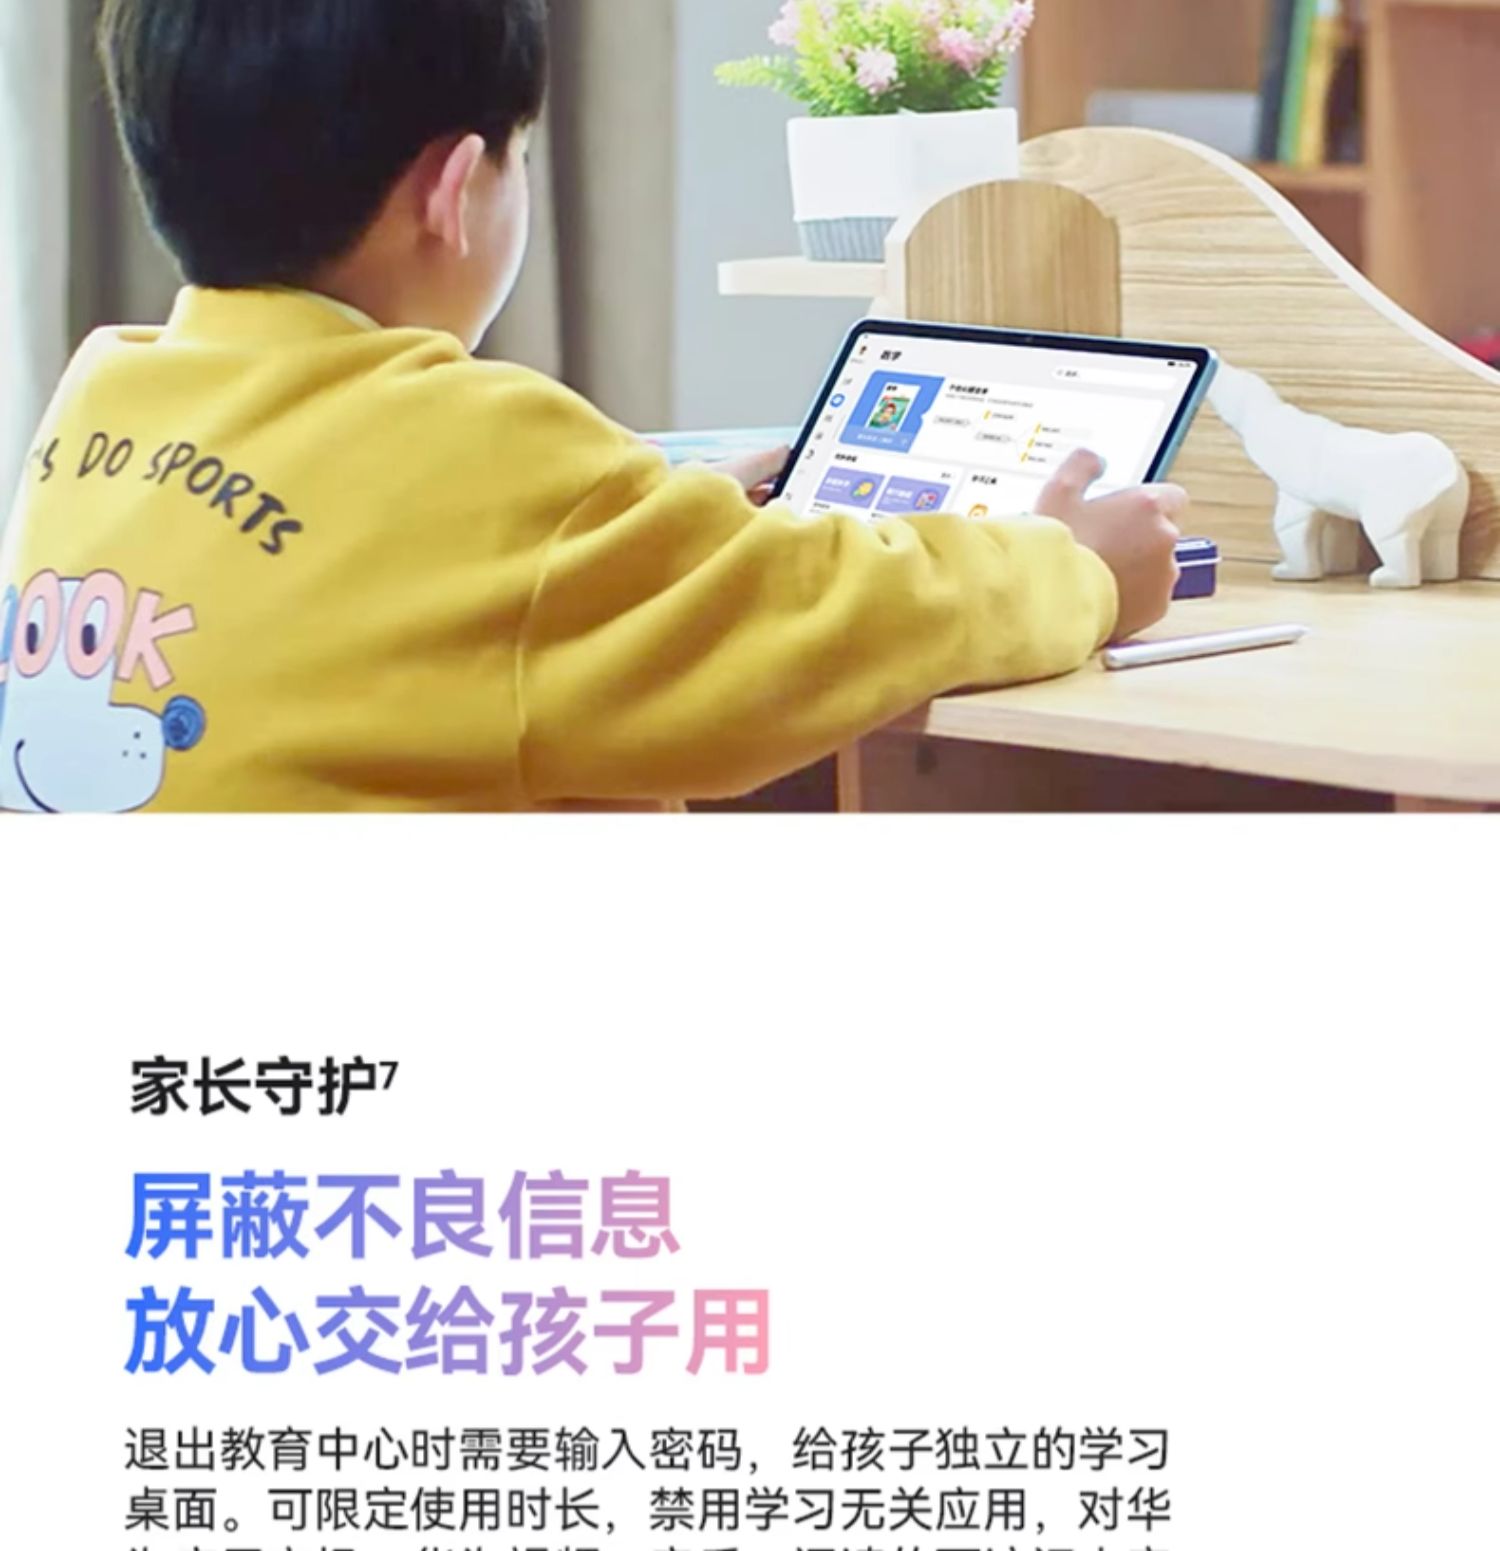 数学
S DO SPORTS
LOOK
家长守护7
屏蔽不良信息
放心交给孩子用
退出教育中心时需要输入密码，给孩子独立的学习
桌面。可限定使用时长，禁用学习无关应用，对华